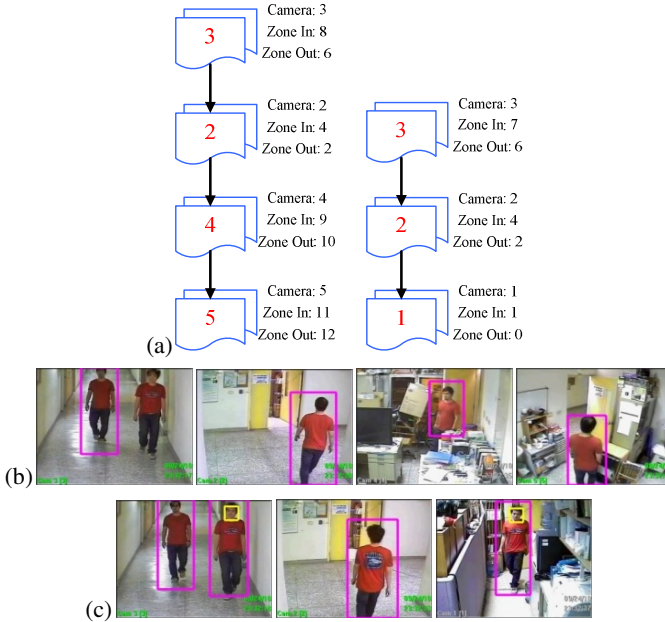 3
Camera: 3
Zone In: 8
Zone Out: 6
2
Camera: 2
Zone In: 4
Zone Out: 2
4
Camera: 4
Zone In: 9
Zone Out: 10
5
Camera: 5
Zone In: 11
Zone Out: 12
3
Camera: 3
Zone In: 7
Zone Out: 6
2
Camera: 2
Zone In: 4
Zone Out: 2
1
Camera: 1
Zone In: 1
Zone Out: 0
(a)
(b)
(c)